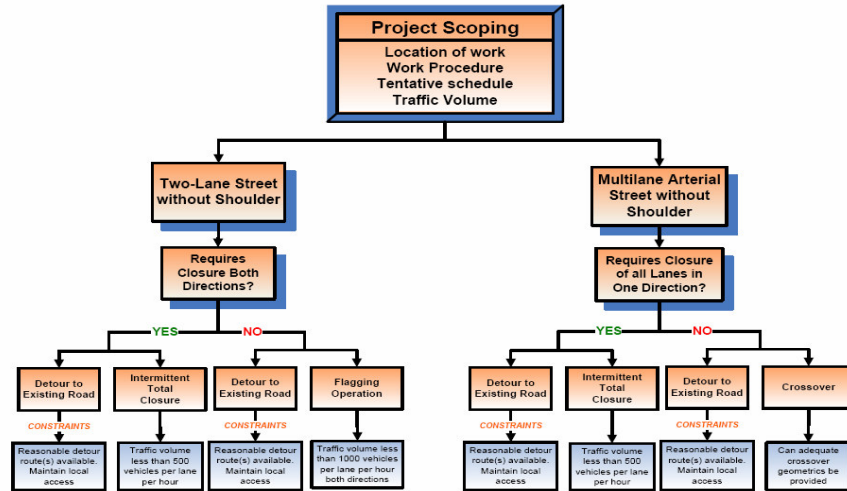 Project Scoping
Location of work
Work Procedure
Tentative schedule
Traffic Volume
Two-Lane Street
without Shoulder
Requires
Closure Both
Directions?
YES
NO
Detour to
Existing Road
CONSTRAINTS
Reasonable detour
route(s) available.
Maintain local
access
Intermittent
Total
Closure
Traffic volume
less than 500
vehicles per lane
per hour
Detour to
Existing Road
CONSTRAINTS
Reasonable detour
route(s) available.
Maintain local
access
Flagging
Operation
Traffic volume less
than 1000 vehicles
per lane per hour
both directions
Multilane Arterial
Street without
Shoulder
Requires Closure
of all Lanes in
One Direction?
YES
NO
Detour to
Existing Road
CONSTRAINTS
Reasonable detour
route(s) available.
Maintain local
access
Intermittent
Total
Closure
Traffic volume
less than 500
vehicles per lane
per hour
Detour to
Existing Road
CONSTRAINTS
Reasonable detour
route(s) available.
Maintain local
access
Crossover
Can adequate
crossover
geometrics be
provided